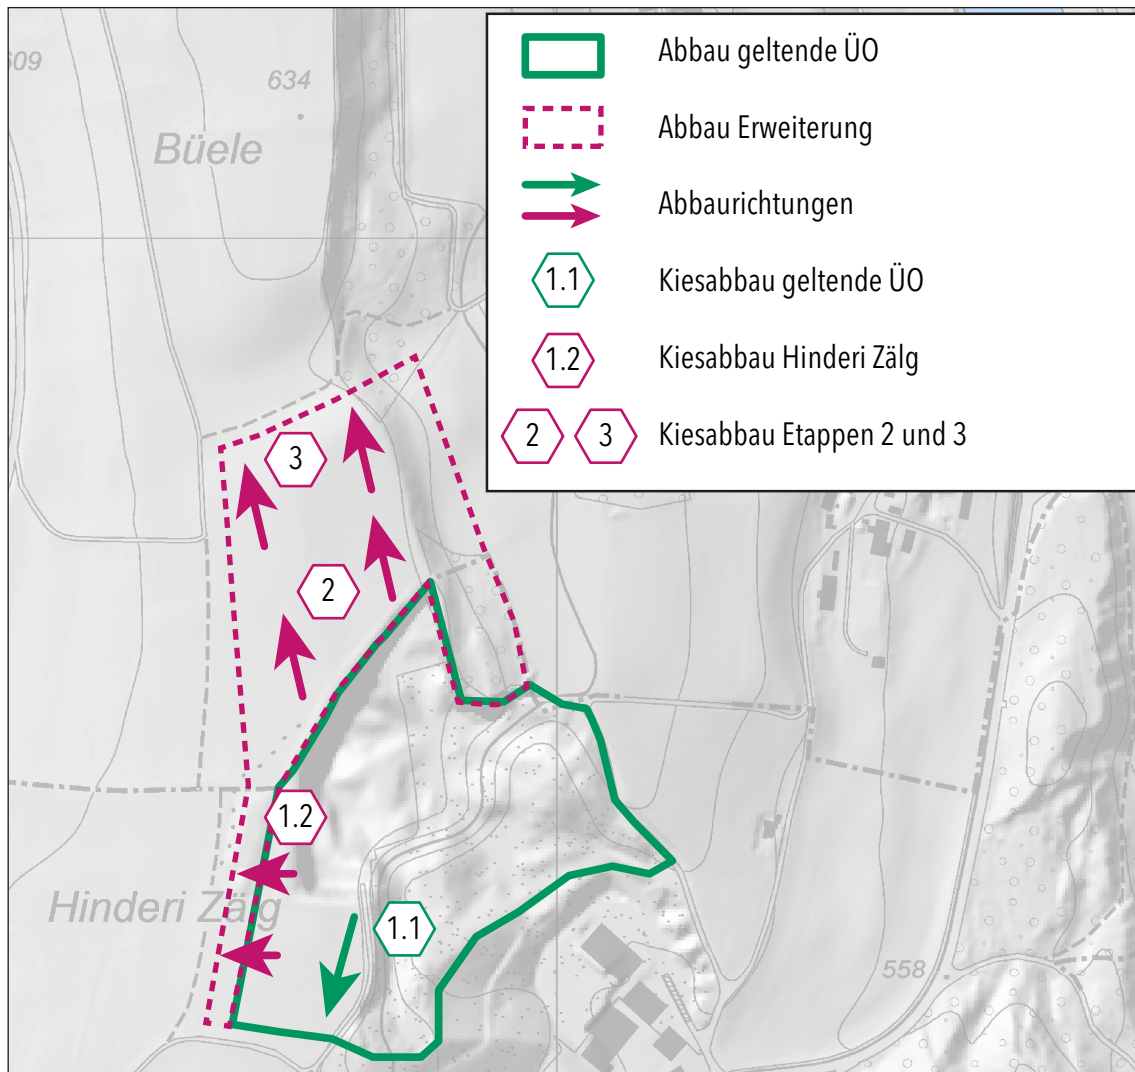 609
634
Büele
Abbau geltende ÜO
Abbau Erweiterung
Abbaurichtungen
1.1 Kiesabbau geltende ÜO
1.2 Kiesabbau Hinderi Zälg
2 3 Kiesabbau Etappen 2 und 3
3
2
1.2
Hinderi Zälg
1.1
558